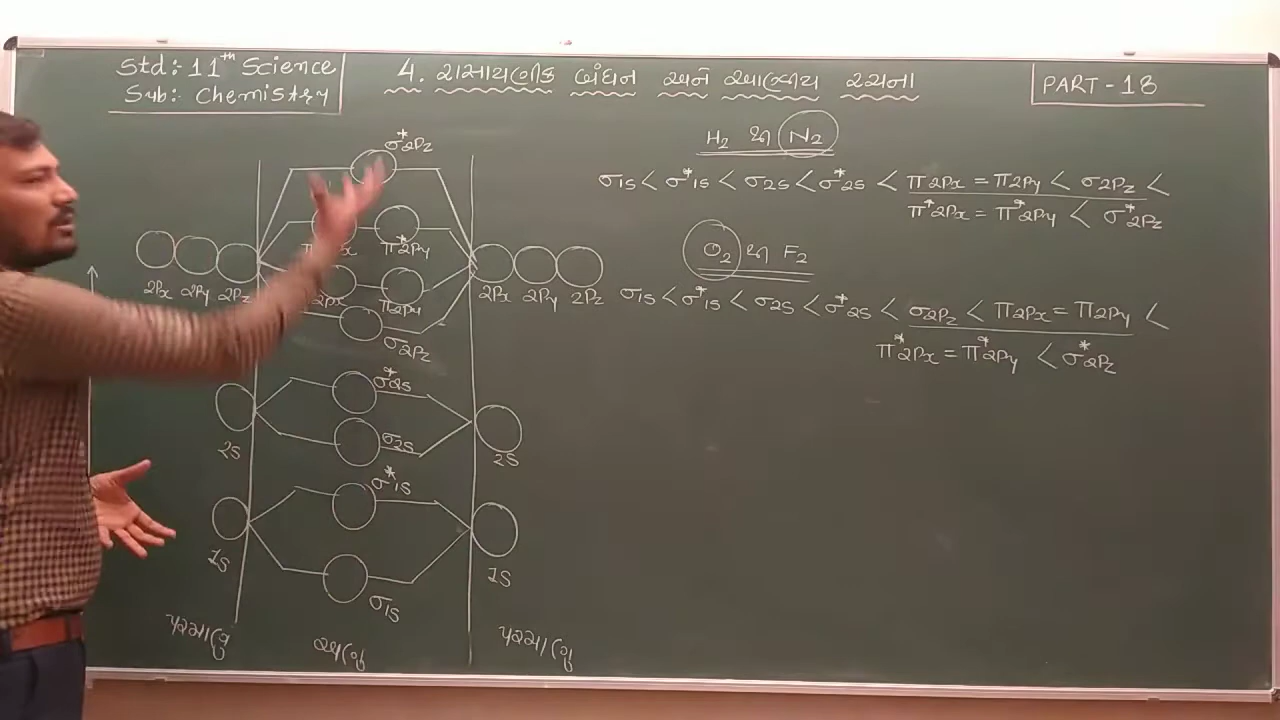 Std:- 11th Science
Sub:- Chemistry
4. રાસાયણીક બંધન અને આણ્વીય રચના
PART - 18
H2 થી N2
σ1s < σ*1s < σ2s < σ*2s < π2Px = π2Py < σ2Pz <
π*2Px = π*2Py < σ*2Pz
O2 થી F2
σ1s < σ*1s < σ2s < σ*2s < σ2Pz < π2Px = π2Py <
π*2Px = π*2Py < σ*2Pz
σ*2Pz
π*2Py
2Px 2Py 2Pz
π2Py
2Px 2Py 2Pz
σ2Pz
σ*2s
2s
σ2s
2s
σ*1s
1s
1s
σ1s
પરમાણુ
અણુ
પરમાણુ